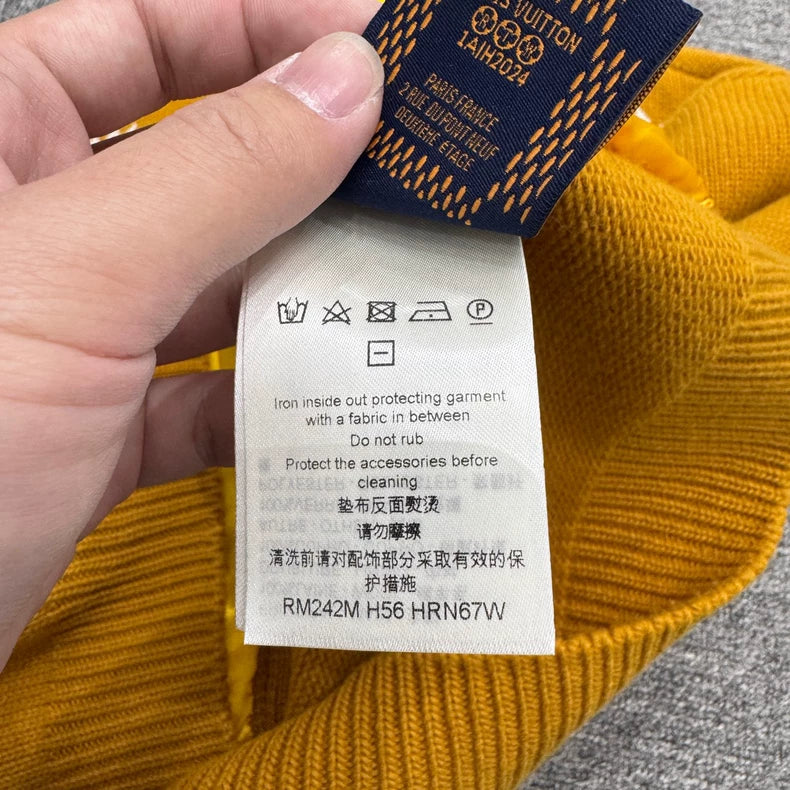 VUITTON
R T W
1AIH2024
PARIS FRANCE
2 RUE DU PONT NEUF
DEUXIÈME ÉTAGE
P
Iron inside out protecting garment
with a fabric in between
Do not rub
Protect the accessories before
cleaning
垫布反面熨烫
请勿摩擦
清洗前请对配饰部分采取有效的保
护措施
RM242M H56 HRN67W